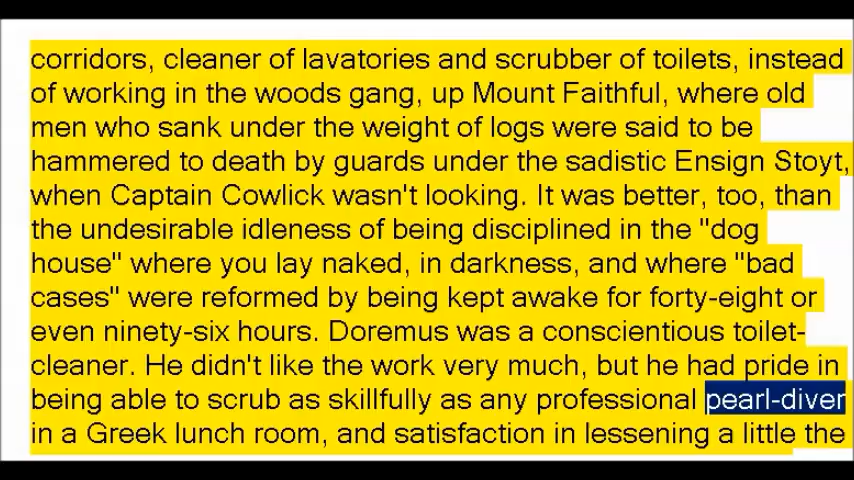 corridors, cleaner of lavatories and scrubber of toilets, instead
of working in the woods gang, up Mount Faithful, where old
men who sank under the weight of logs were said to be
hammered to death by guards under the sadistic Ensign Stoyt,
when Captain Cowlick wasn't looking. It was better, too, than
the undesirable idleness of being disciplined in the "dog
house" where you lay naked, in darkness, and where "bad
cases" were reformed by being kept awake for forty-eight or
even ninety-six hours. Doremus was a conscientious toilet-
cleaner. He didn't like the work very much, but he had pride in
being able to scrub as skillfully as any professional pearl-diver
in a Greek lunch room, and satisfaction in lessening a little the